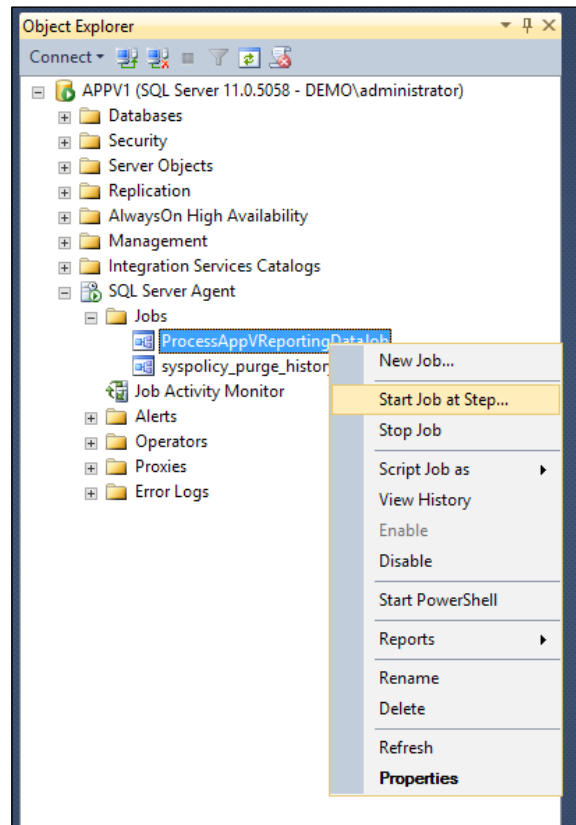 Object Explorer
Connect
APPV1 (SQL Server 11.0.5058 - DEMO\administrator)
Databases
Security
Server Objects
Replication
AlwaysOn High Availability
Management
Integration Services Catalogs
SQL Server Agent
Jobs
ProcessAppVReportingDataJob
syspolicy_purge_history
Job Activity Monitor
Alerts
Operators
Proxies
Error Logs
New Job...
Start Job at Step...
Stop Job
Script Job as
View History
Enable
Disable
Start PowerShell
Reports
Rename
Delete
Refresh
Properties